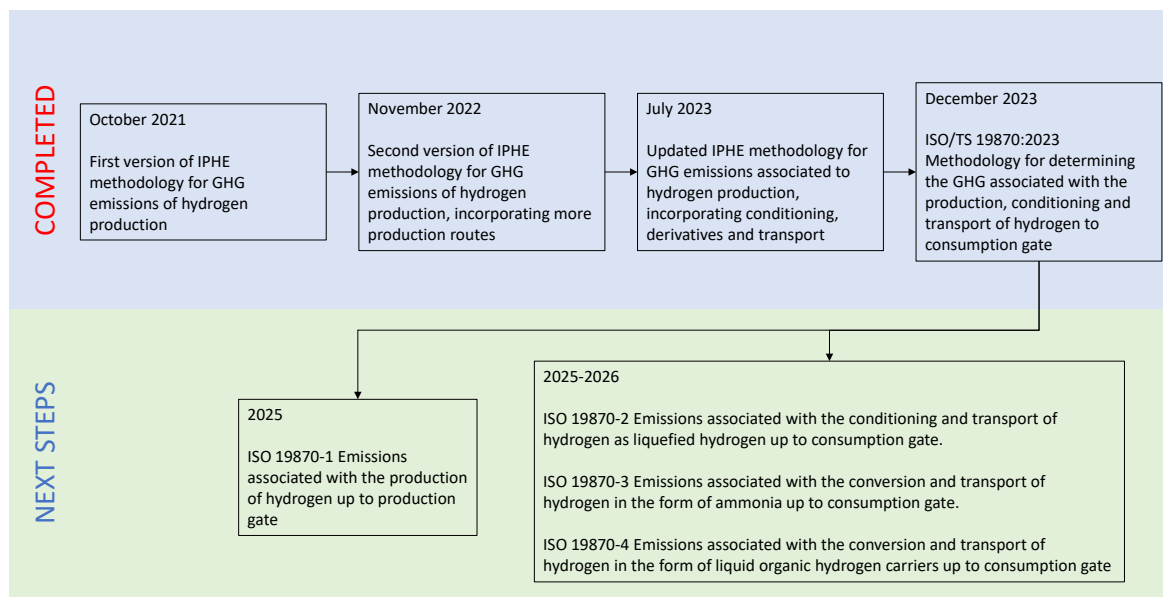 COMPLETED
October 2021
First version of IPHE
methodology for GHG
emissions of hydrogen
production
November 2022
Second version of IPHE
methodology for GHG
emissions of hydrogen
production, incorporating more
production routes
July 2023
Updated IPHE methodology for
GHG emissions associated to
hydrogen production,
incorporating conditioning,
derivatives and transport
December 2023
ISO/TS 19870:2023
Methodology for determining
the GHG associated with the
production, conditioning and
transport of hydrogen to
consumption gate
NEXT STEPS
2025
ISO 19870-1 Emissions
associated with the production
of hydrogen up to production
gate
2025-2026
ISO 19870-2 Emissions associated with the conditioning and transport of
hydrogen as liquefied hydrogen up to consumption gate.
ISO 19870-3 Emissions associated with the conversion and transport of
hydrogen in the form of ammonia up to consumption gate.
ISO 19870-4 Emissions associated with the conversion and transport of
hydrogen in the form of liquid organic hydrogen carriers up to consumption gate